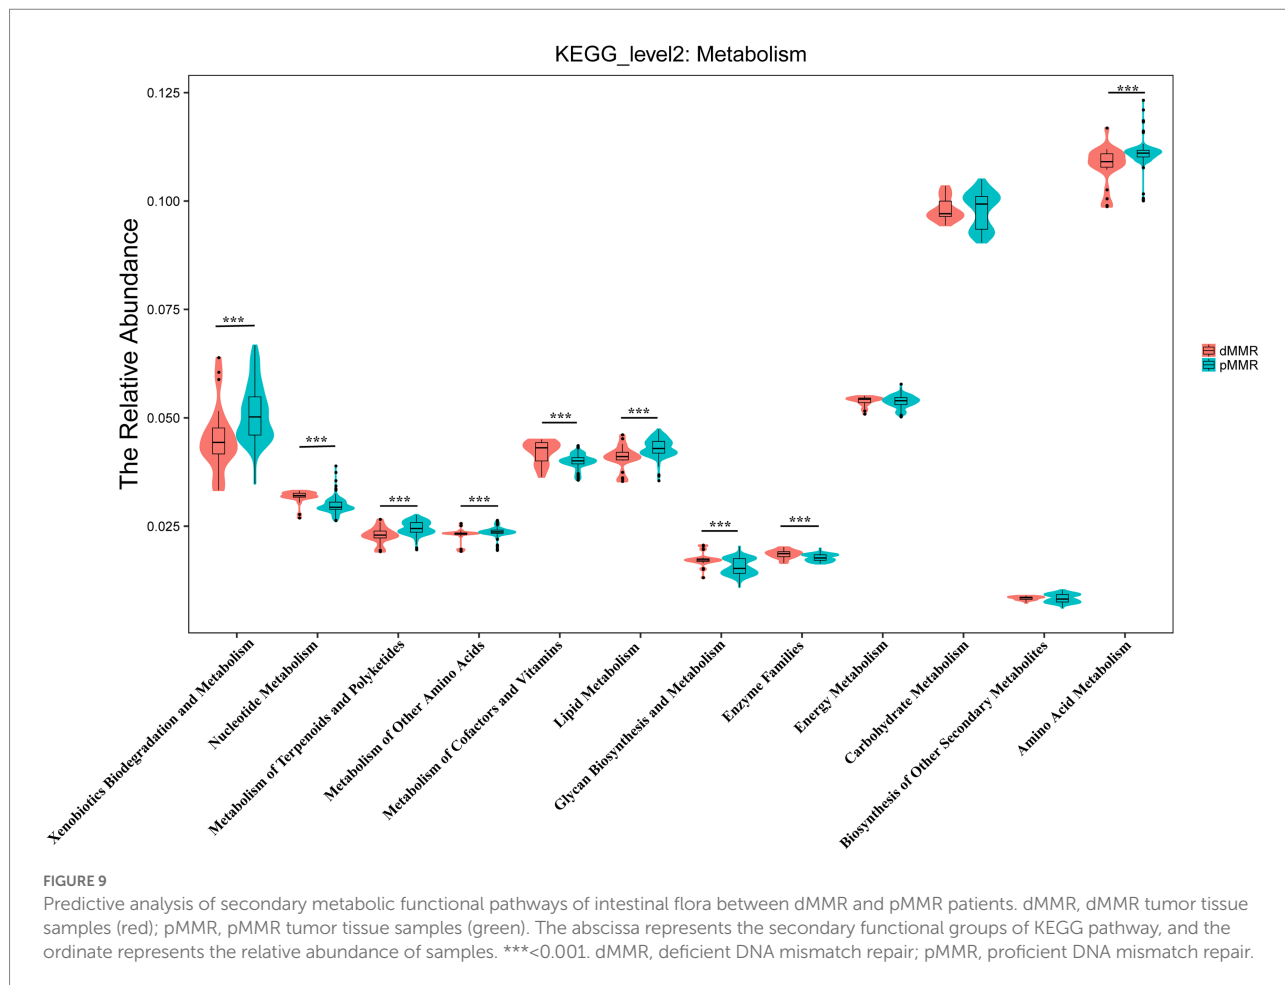 KEGG_level2: Metabolism
The Relative Abundance
0.125
0.100
0.075
0.050
0.025
***
***
***
***
***
***
***
***
***
dMMR
pMMR
Xenobiotics Biodegradation and Metabolism
Nucleotide Metabolism
Metabolism of Terpenoids and Polyketides
Metabolism of Other Amino Acids
Metabolism of Cofactors and Vitamins
Lipid Metabolism
Glycan Biosynthesis and Metabolism
Enzyme Families
Energy Metabolism
Carbohydrate Metabolism
Biosynthesis of Other Secondary Metabolites
Amino Acid Metabolism
FIGURE 9
Predictive analysis of secondary metabolic functional pathways of intestinal flora between dMMR and pMMR patients. dMMR, dMMR tumor tissue
samples (red); pMMR, pMMR tumor tissue samples (green). The abscissa represents the secondary functional groups of KEGG pathway, and the
ordinate represents the relative abundance of samples. ***<0.001. dMMR, deficient DNA mismatch repair; pMMR, proficient DNA mismatch repair.